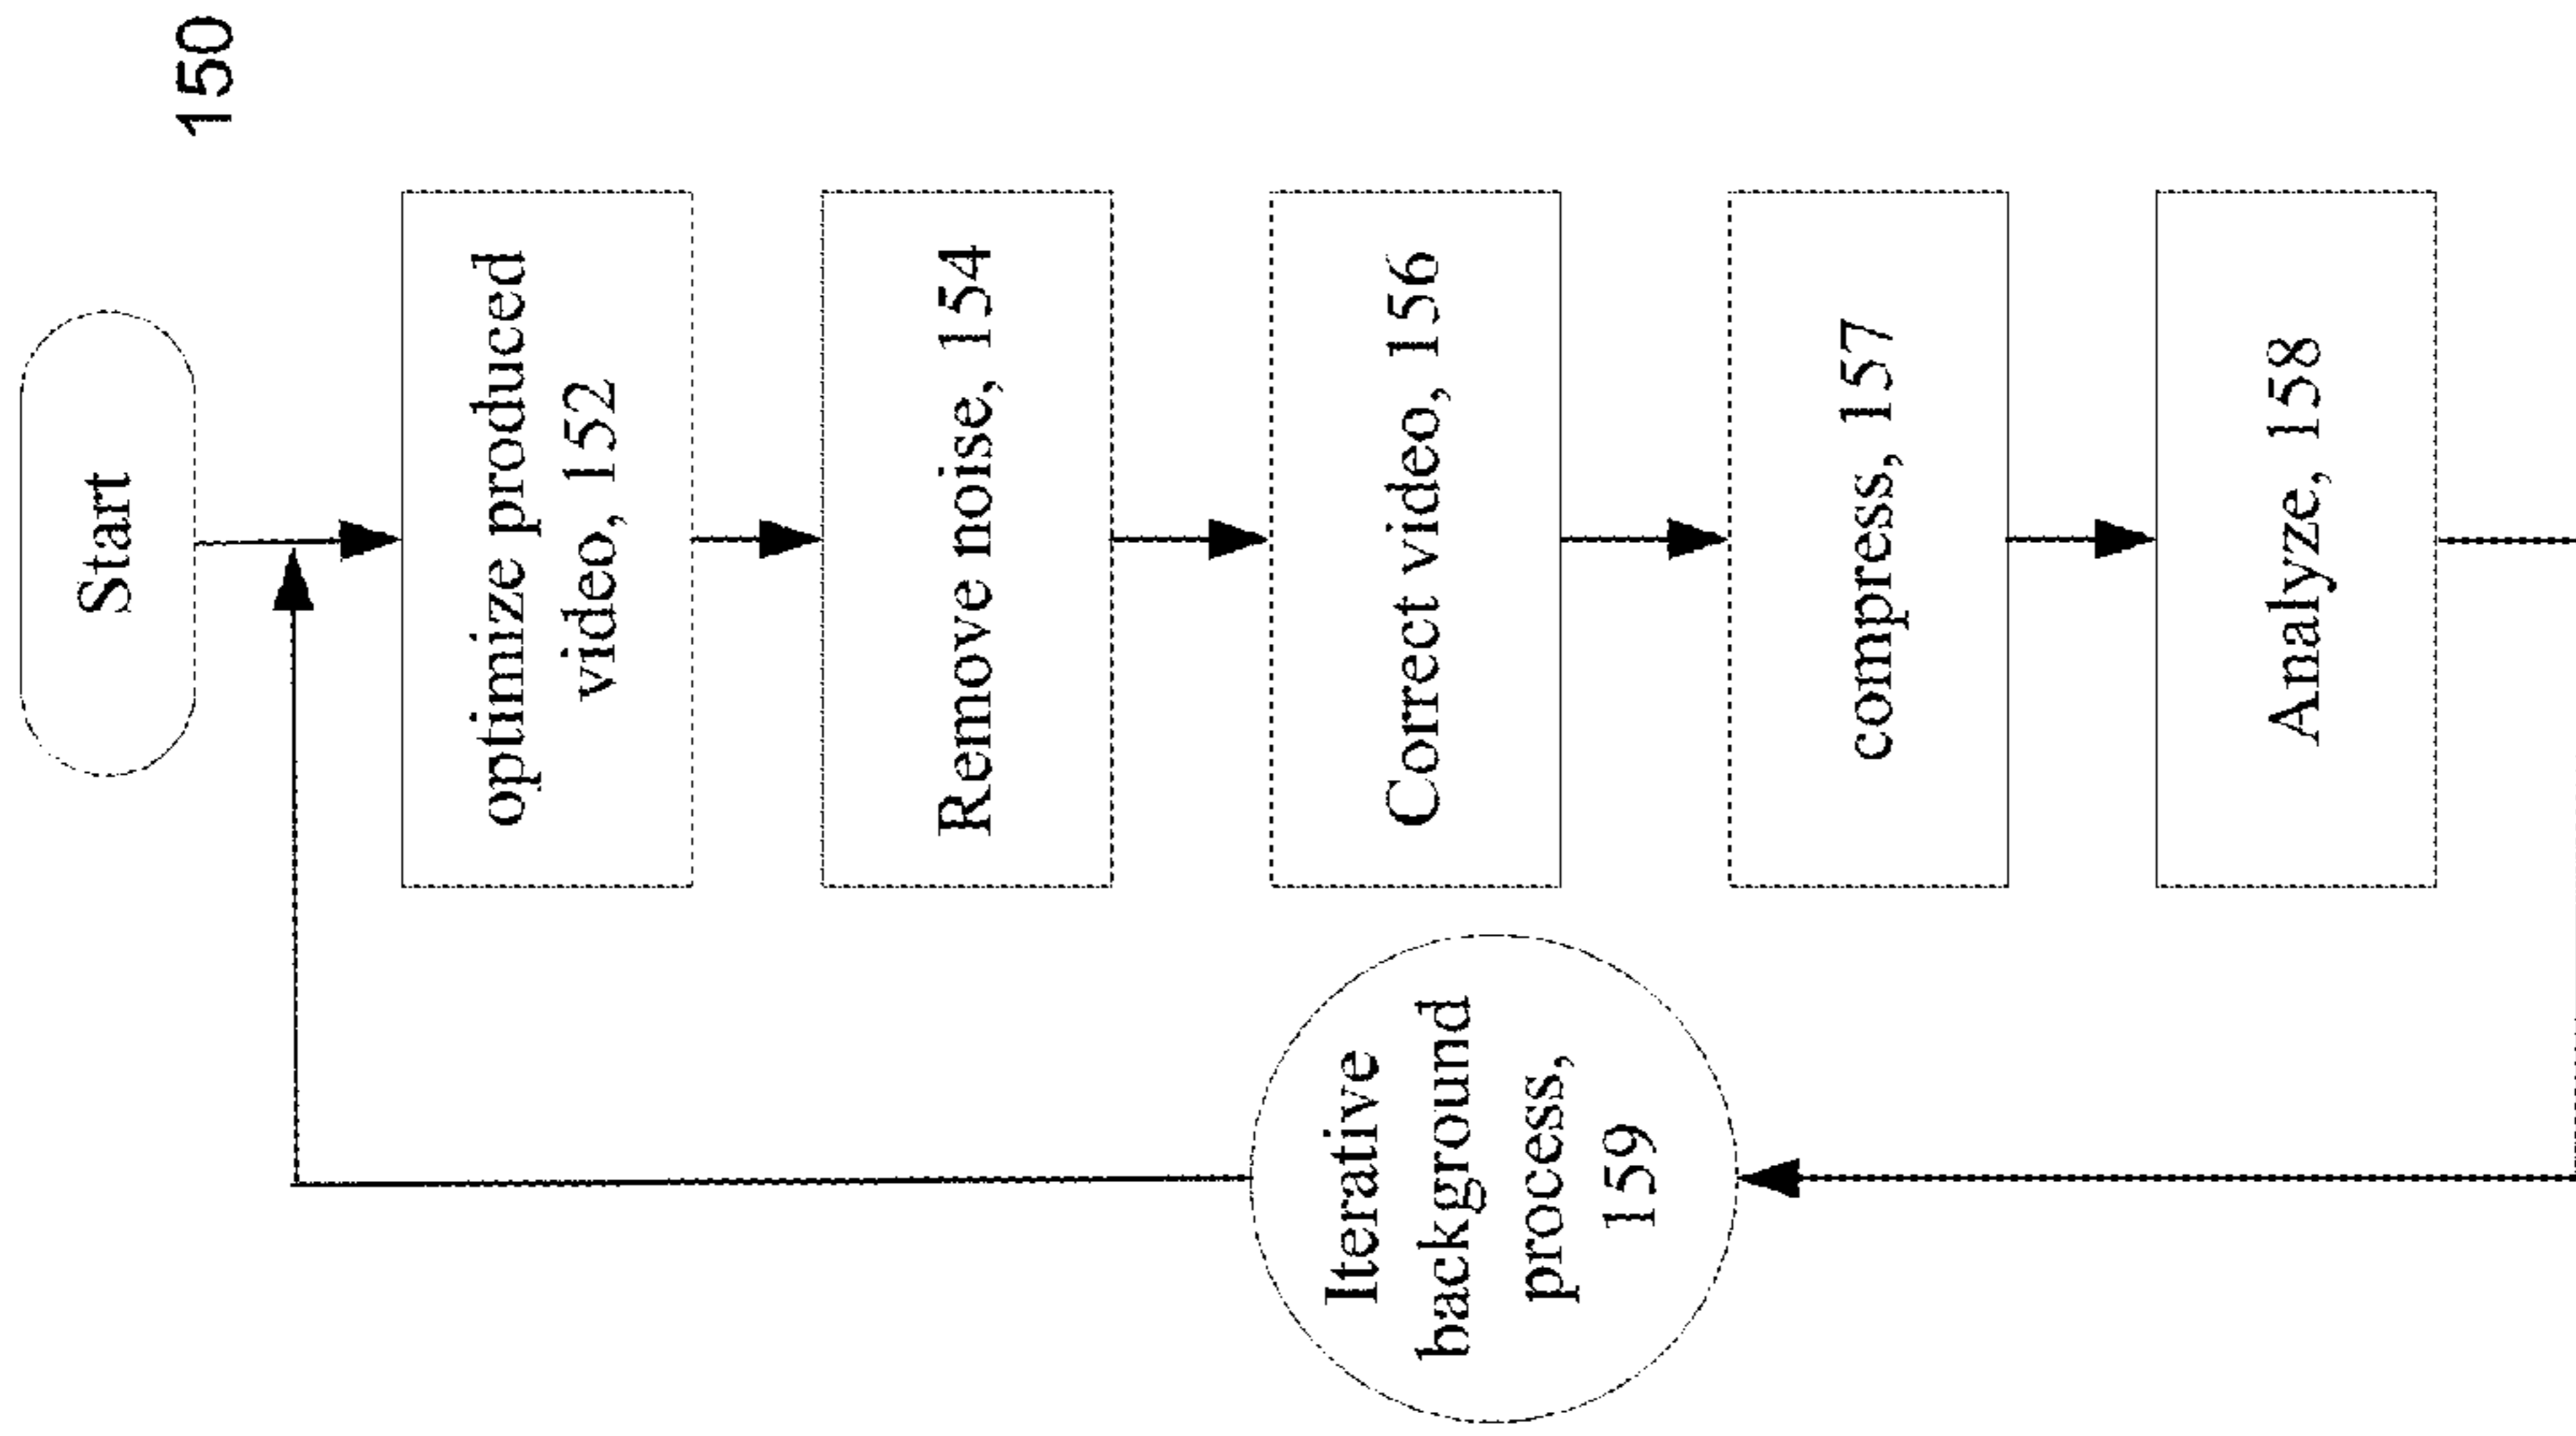 150
Start
optimize produced
video, 152
Remove noise, 154
Correct video, 156
compress, 157
Analyze, 158
Iterative
background
process,
159